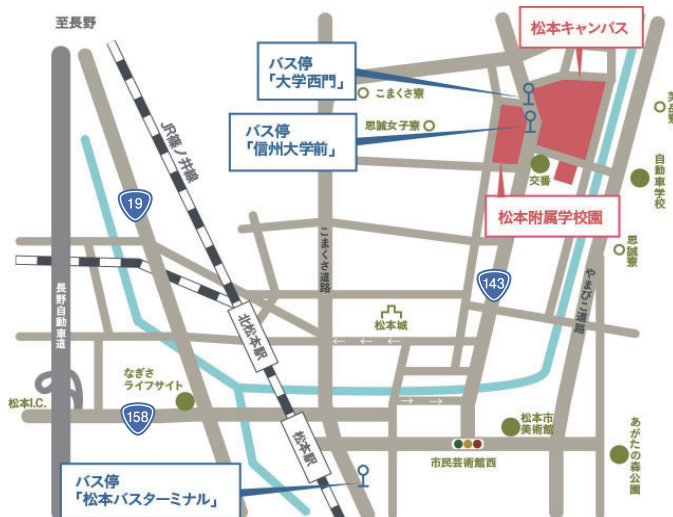 至長野
松本キャンパス
バス停
「大学西門」
こまくさ寮
思誠女子寮
バス停
「信州大学前」
交番
自動車学校
松本附属学校園
思誠寮
JR篠ノ井線
19
こまくさ道路
143
やまびこ道路
長野自動車道
北松本駅
松本城
なぎさ
ライフサイト
松本I.C.
158
松本駅
松本市
美術館
市民芸術館西
あがたの森公園
バス停
「松本バスターミナル」